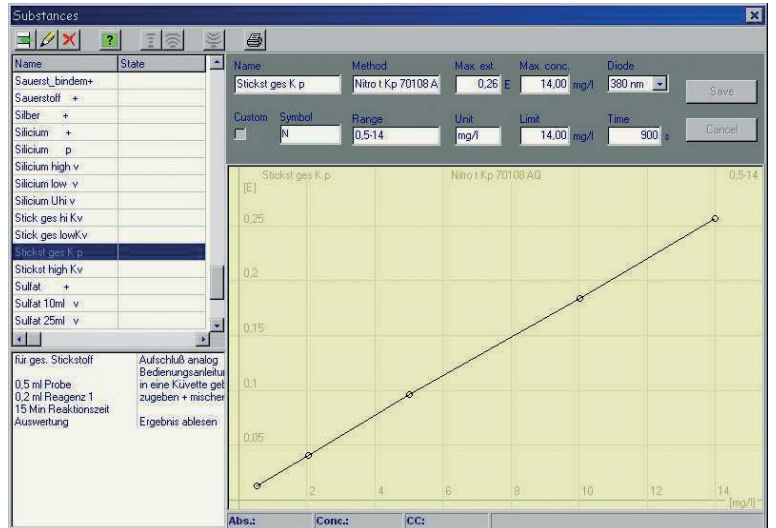 Substances
Name State
Sauerst_bindem+
Sauerstoff +
Silber +
Silicium +
Silicium p
Silicium high v
Silicium low v
Silicium Uhi v
Stick ges hi Kv
Stick ges lowKv
Stickst ges K p
Stickst high Kv
Sulfat +
Sulfat 10ml v
Sulfat 25ml v
für ges. Stickstoff Aufschluß analog
Bedienungsanleitu
0,5 ml Probe in eine Küvette geb
0,2 ml Reagenz 1 zugeben + mischen
15 Min Reaktionszeit
Auswertung Ergebnis ablesen
Name Method Max. ext. Max. conc. Diode
Stickst ges K p Nitro t Kp 70108 A 0,26 E 14,00 mg/l 380 nm Save
Custom Symbol Range Unit Limit Time
N 0,5-14 mg/l 14,00 mg/l 900 s Cancel
Stickst ges K p Nitro t Kp 70108 AQ 0,5-14
[E]
0,25
0,2
0,15
0,1
0,05
2 4 6 8 10 12 14
[mg/l]
Abs.: Conc.: CC: